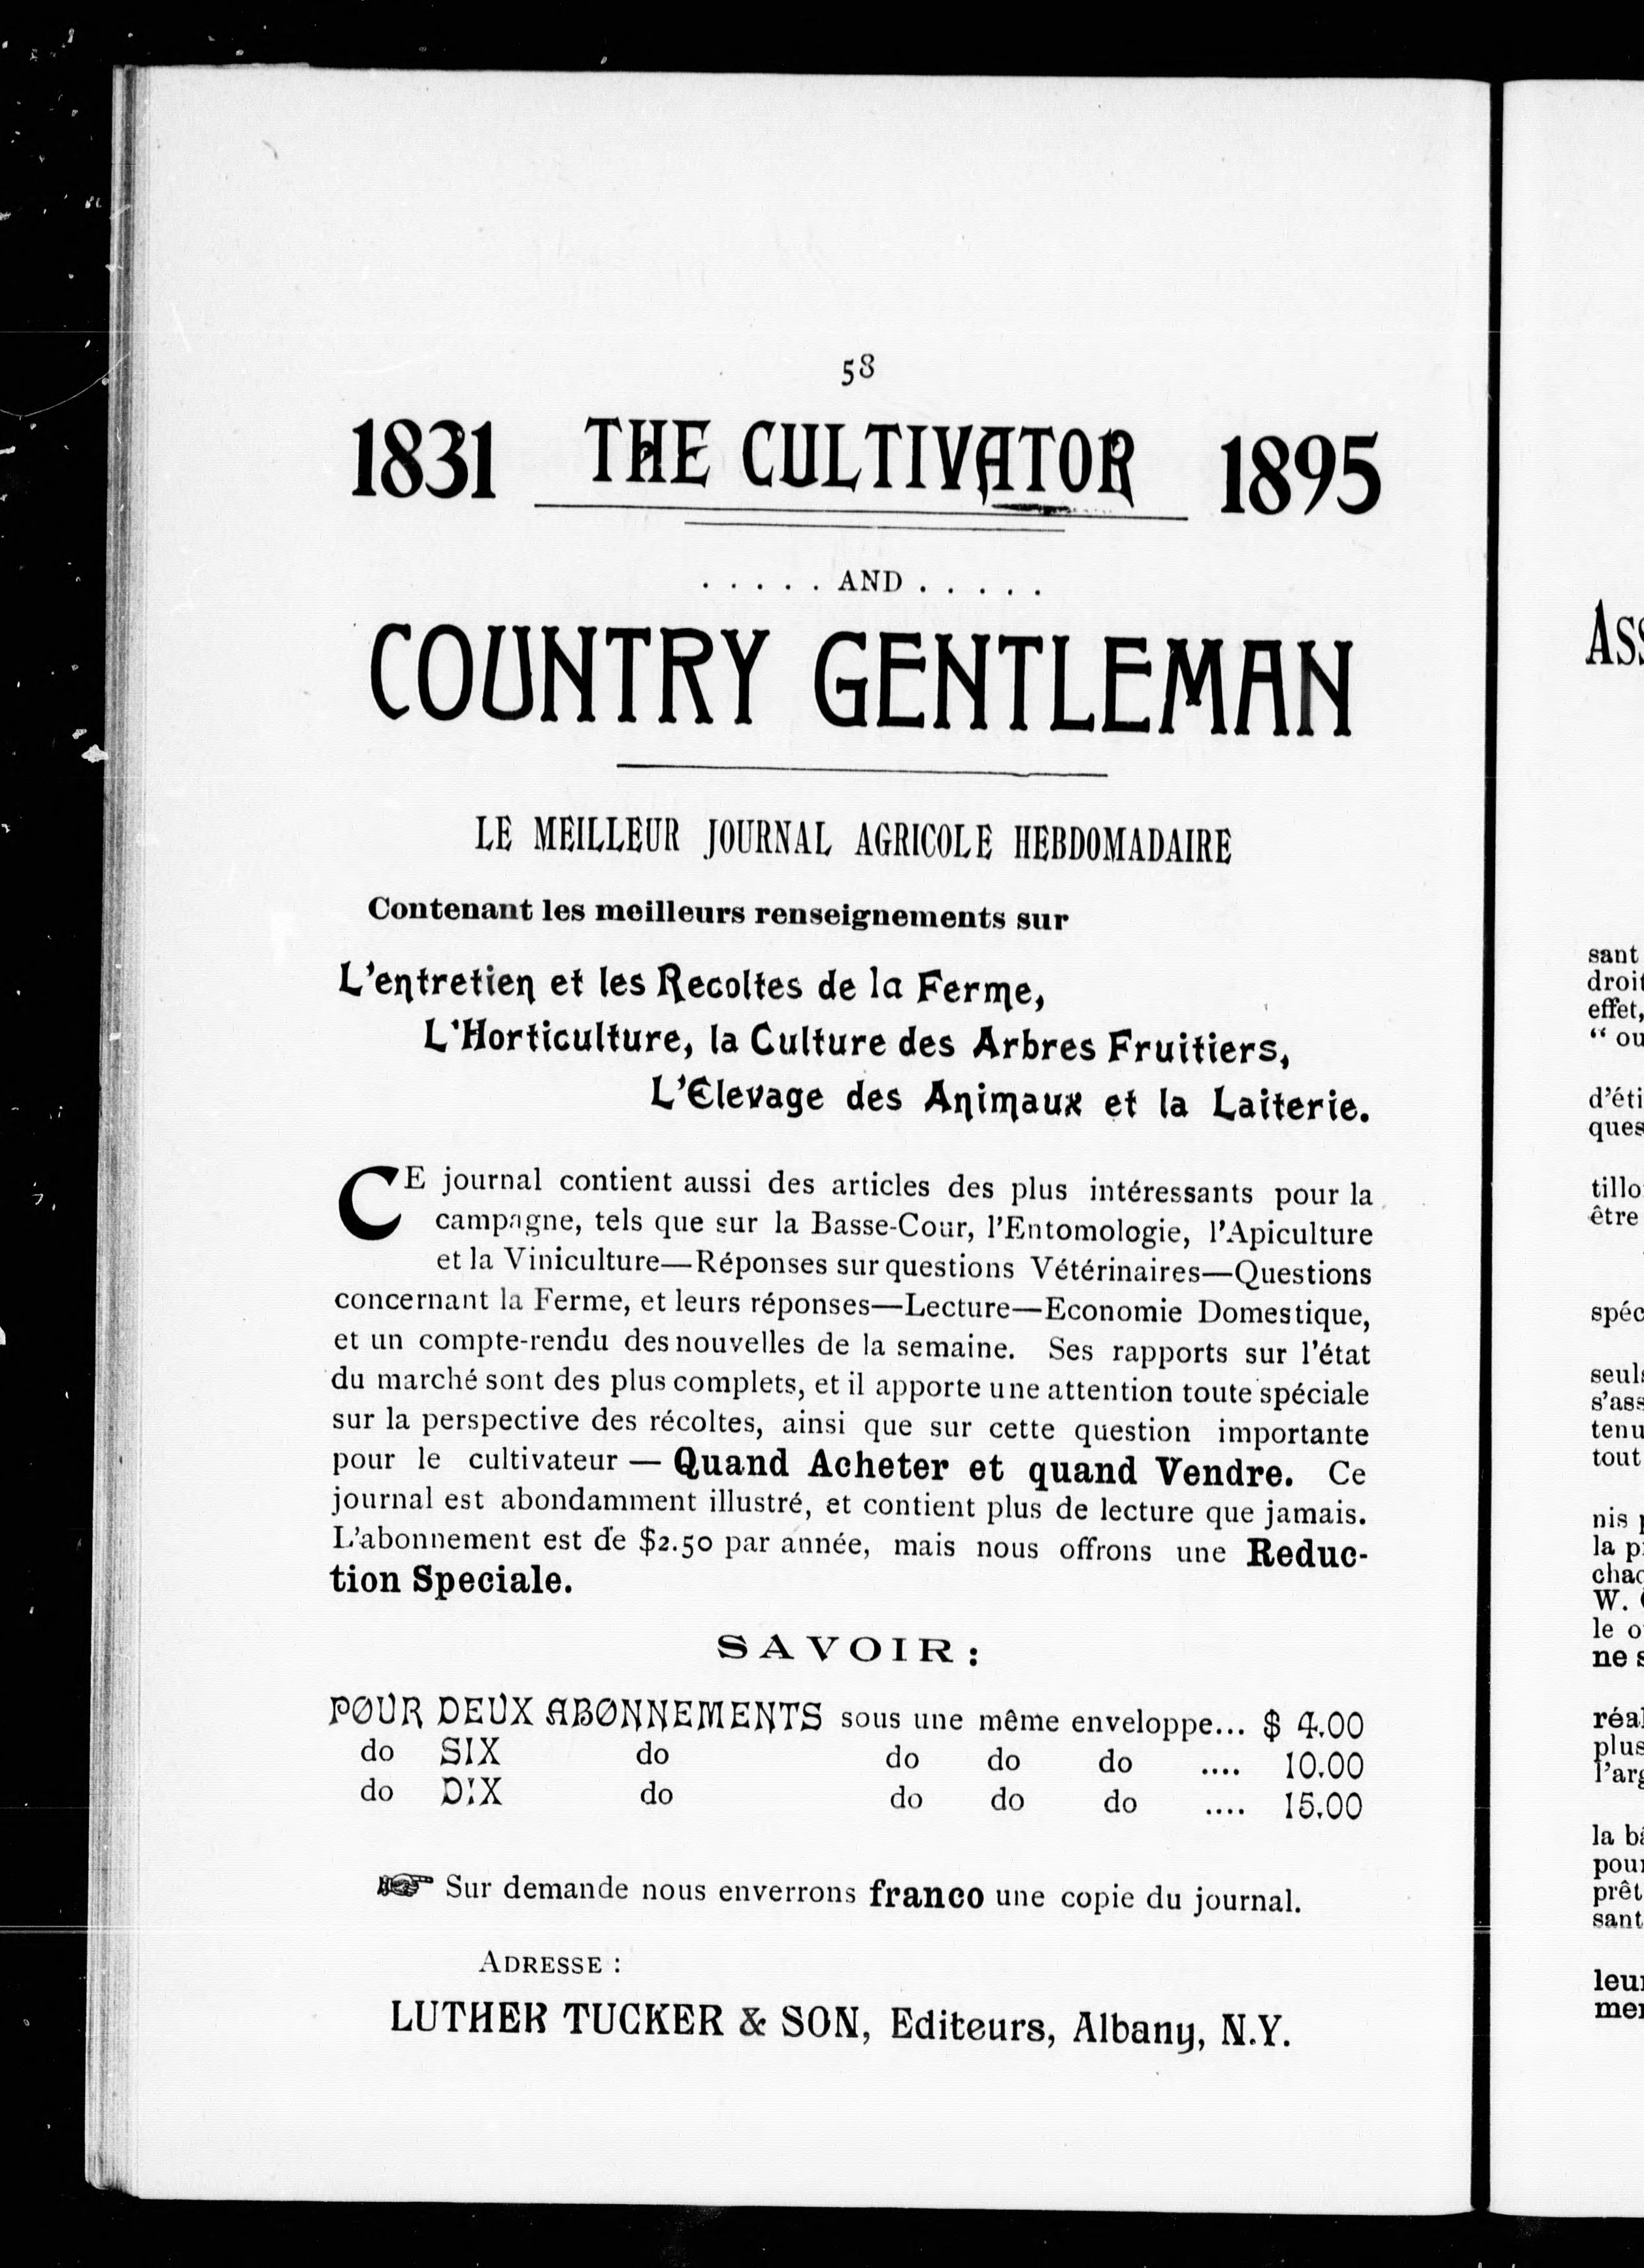 58
1831 THE CULTIVATOR 1895
. . . . . AND . . . . .
COUNTRY GENTLEMAN
LE MEILLEUR JOURNAL AGRICOLE HEBDOMADAIRE
Contenant les meilleurs renseignements sur
L'entretien et les Recoltes de la Ferme,
L'Horticulture, la Culture des Arbres Fruitiers,
L'Elevage des Animaux et la Laiterie.
CE journal contient aussi des articles des plus intéressants pour la
campagne, tels que sur la Basse-Cour, l'Entomologie, l'Apiculture
et la Viniculture—Réponses sur questions Vétérinaires—Questions
concernant la Ferme, et leurs réponses—Lecture—Economie Domestique,
et un compte-rendu des nouvelles de la semaine. Ses rapports sur l'état
du marché sont des plus complets, et il apporte une attention toute spéciale
sur la perspective des récoltes, ainsi que sur cette question importante
pour le cultivateur — Quand Acheter et quand Vendre. Ce
journal est abondamment illustré, et contient plus de lecture que jamais.
L'abonnement est de $2.50 par année, mais nous offrons une Reduc-
tion Speciale.
SAVOIR:
POUR DEUX ABONNEMENTS sous une même enveloppe... $ 4.00
do SIX do do do do .... 10.00
do DIX do do do do .... 15.00
☞ Sur demande nous enverrons franco une copie du journal.
ADRESSE :
LUTHER TUCKER & SON, Editeurs, Albany, N.Y.
sant
effet,
être
tout
W.
ne
sant